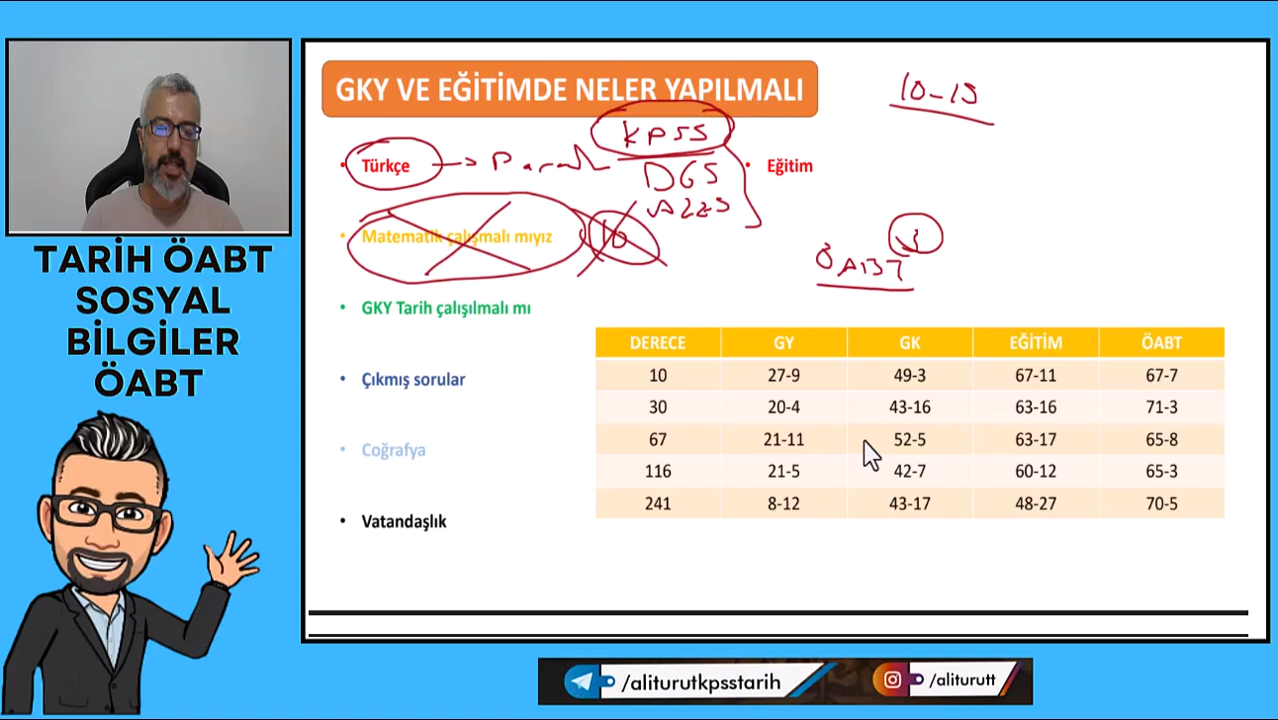 GKY VE EĞİTİMDE NELER YAPILMALI
10-15
KPSS
• Türkçe
DGS
• Eğitim
ALES
• Matematik çalışmalı mıyız
10
3
ÖABT
• GKY Tarih çalışılmalı mı
• Çıkmış sorular
• Coğrafya
• Vatandaşlık
DERECE GY GK EĞİTİM ÖABT
10 27-9 49-3 67-11 67-7
30 20-4 43-16 63-16 71-3
67 21-11 52-5 63-17 65-8
116 21-5 42-7 60-12 65-3
241 8-12 43-17 48-27 70-5
TARİH ÖABT
SOSYAL
BİLGİLER
ÖABT
/aliturutkpsstarih
/aliturutt